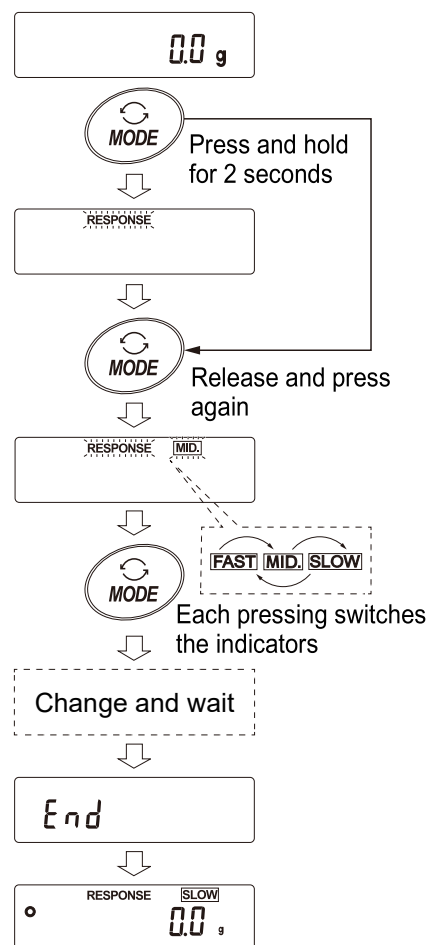 0.0 g
MODE
Press and hold
for 2 seconds
RESPONSE
MODE
Release and press
again
RESPONSE MID.
FAST MID. SLOW
MODE
Each pressing switches
the indicators
Change and wait
End
RESPONSE SLOW
0.0 g